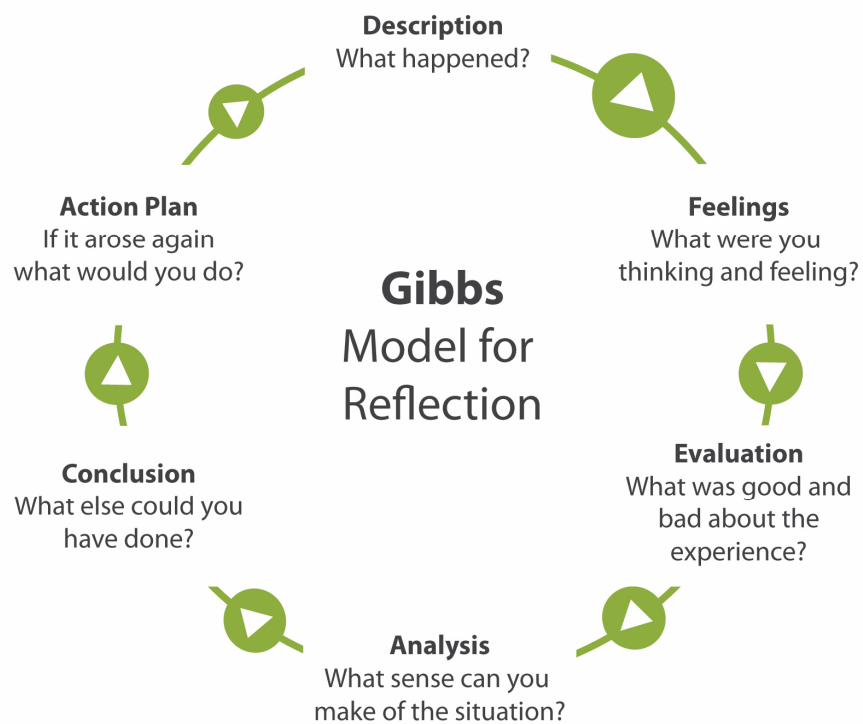 Description
What happened?
Feelings
What were you
thinking and feeling?
Evaluation
What was good and
bad about the
experience?
Analysis
What sense can you
make of the situation?
Conclusion
What else could you
have done?
Action Plan
If it arose again
what would you do?
Gibbs
Model for
Reflection